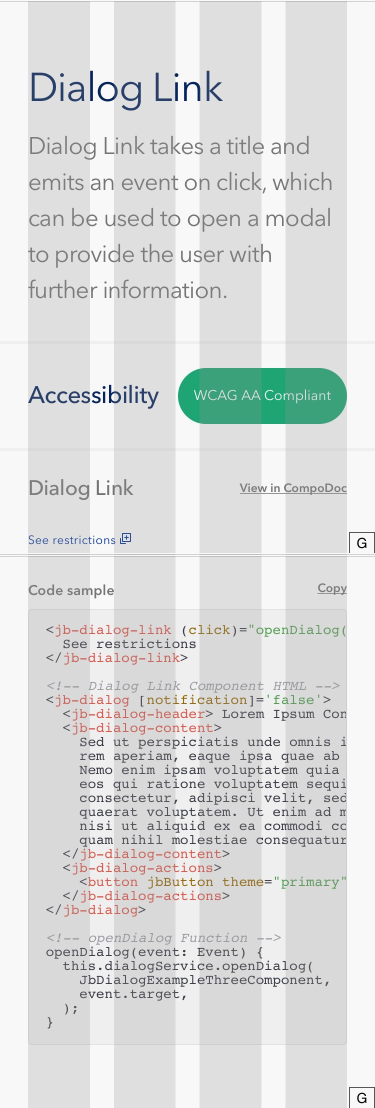 Dialog Link
Dialog Link takes a title and
emits an event on click, which
can be used to open a modal
to provide the user with
further information.
Accessibility
WCAG AA Compliant
Dialog Link
View in CompoDoc
See restrictions
G
Code sample
Copy
<jb-dialog-link (click)="openDialog(
See restrictions
</jb-dialog-link>
<!-- Dialog Link Component HTML -->
<jb-dialog [notification]='false'>
<jb-dialog-header> Lorem Ipsum Con
<jb-dialog-content>
Sed ut perspiciatis unde omnis i
rem aperiam, eaque ipsa quae ab
Nemo enim ipsam voluptatem quia
eos qui ratione voluptatem sequi
consectetur, adipisci velit, sed
quaerat voluptatem. Ut enim ad m
nisi ut aliquid ex ea commodi co
quam nihil molestiae consequatur
</jb-dialog-content>
<jb-dialog-actions>
<button jbButton theme="primary"
</jb-dialog-actions>
</jb-dialog>
<!-- openDialog Function -->
openDialog(event: Event) {
this.dialogService.openDialog(
JbDialogExampleThreeComponent,
event.target,
);
}
G